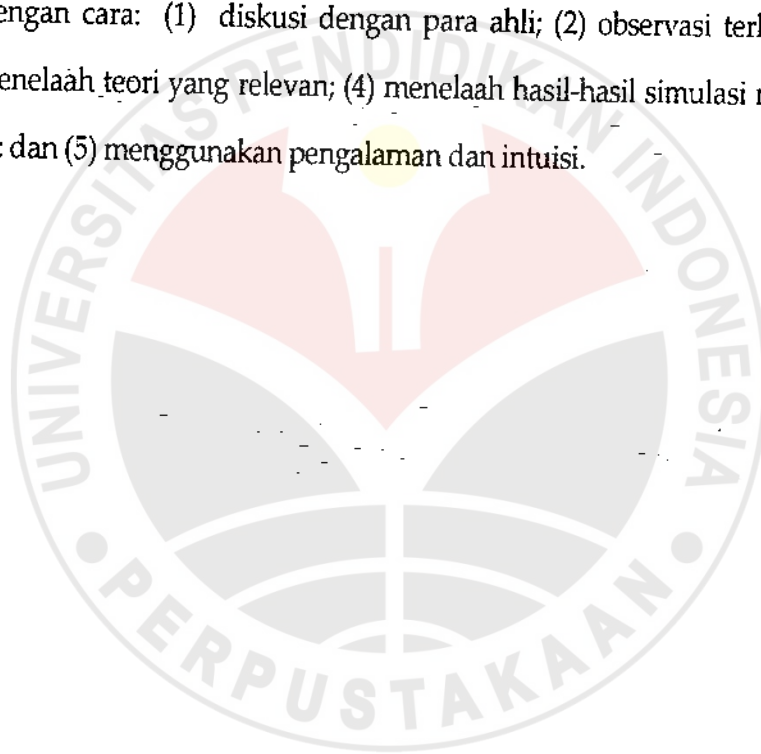 engan cara: (1) diskusi dengan para ahli; (2) observasi terl
enelaah teori yang relevan; (4) menelaah hasil-hasil simulasi
; dan (5) menggunakan pengalaman dan intuisi.
UNIVERSITAS PENDIDIKAN INDONESIA
PERPUSTAKAAN